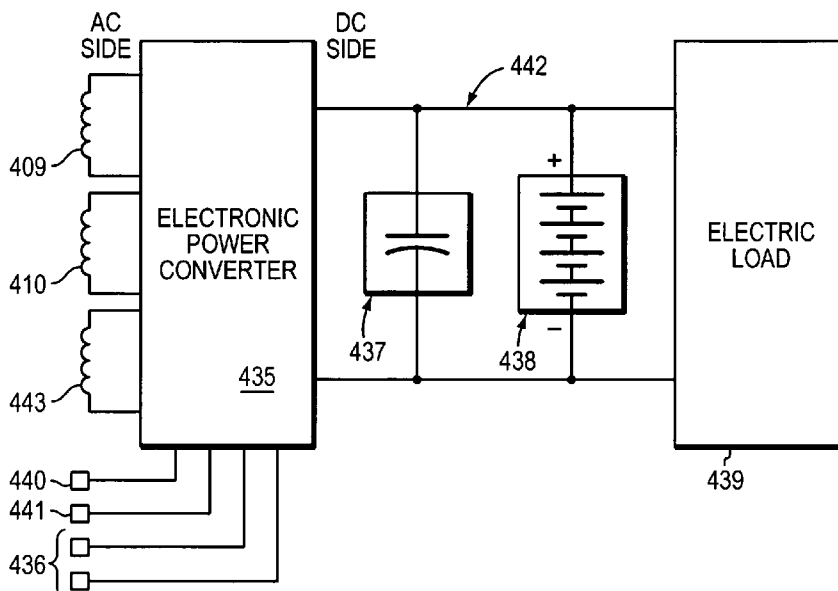 AC
SIDE
DC
SIDE
442
409
+
ELECTRONIC
POWER
CONVERTER
ELECTRIC
LOAD
410
437
–
438
435
443
440
439
441
436